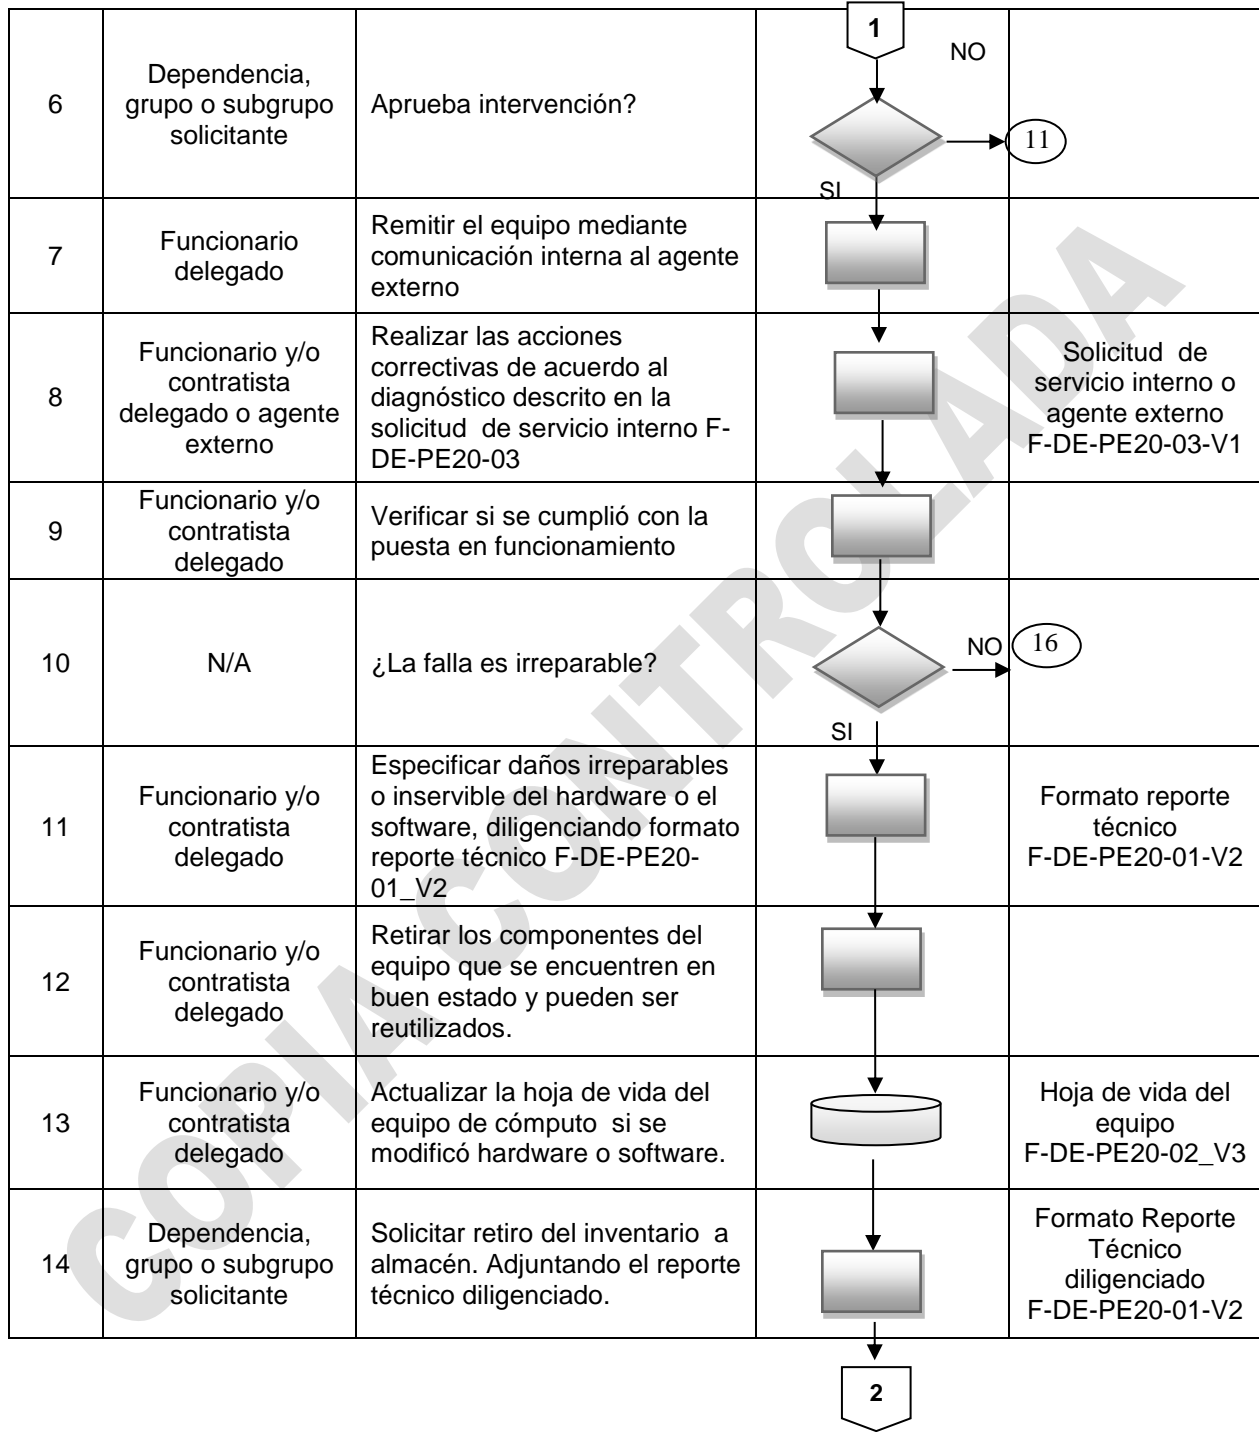 1
NO
6
Dependencia,
grupo o subgrupo
solicitante
Aprueba intervención?
11
SI
7
Funcionario
delegado
Remitir el equipo mediante
comunicación interna al agente
externo
8
Funcionario y/o
contratista
delegado o agente
externo
Realizar las acciones
correctivas de acuerdo al
diagnóstico descrito en la
solicitud de servicio interno F-
DE-PE20-03
Solicitud de
servicio interno o
agente externo
F-DE-PE20-03-V1
9
Funcionario y/o
contratista
delegado
Verificar si se cumplió con la
puesta en funcionamiento
10
N/A
¿La falla es irreparable?
NO
16
SI
11
Funcionario y/o
contratista
delegado
Especificar daños irreparables
o inservible del hardware o el
software, diligenciando formato
reporte técnico F-DE-PE20-
01_V2
Formato reporte
técnico
F-DE-PE20-01-V2
12
Funcionario y/o
contratista
delegado
Retirar los componentes del
equipo que se encuentren en
buen estado y pueden ser
reutilizados.
13
Funcionario y/o
contratista
delegado
Actualizar la hoja de vida del
equipo de cómputo si se
modificó hardware o software.
Hoja de vida del
equipo
F-DE-PE20-02_V3
14
Dependencia,
grupo o subgrupo
solicitante
Solicitar retiro del inventario a
almacén. Adjuntando el reporte
técnico diligenciado.
Formato Reporte
Técnico
diligenciado
F-DE-PE20-01-V2
2
COPIA CONTROLADA